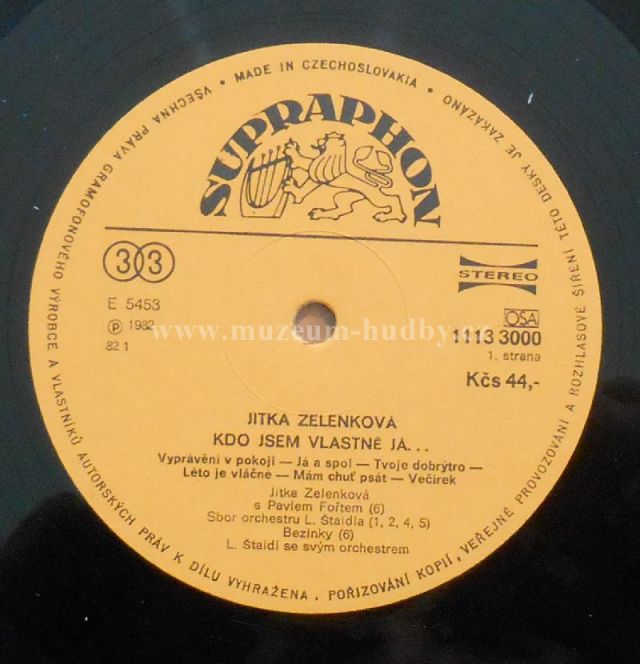 VŠECHNA PRÁVA GRAMOFONOVÉHO VÝROBCE A VLASTNÍKŮ AUTORSKÝCH PRÁV K DÍLU VYHRAŽENA . POŘIZOVÁNÍ KOPIÍ, VEŘEJNÉ PROVOZOVÁNÍ A ROZHLASOVÉ ŠÍŘENÍ TÉTO DESKY JE ZAKÁZÁNO • MADE IN CZECHOSLOVAKIA •
SUPRAPHON
33
STEREO
E 5453
℗ 1982
82 1
OSA
1113 3000
1. strana
Kčs 44,-
www.muzeum-hudby.cz
JITKA ZELENKOVÁ
KDO JSEM VLASTNĚ JÁ...
Vyprávění v pokoji — Já a spol — Tvoje dobrýtro —
Léto je vláčné — Mám chuť psát — Večírek
Jitka Zelenková
s Pavlem Fořtem (6)
Sbor orchestru L. Štaidla (1, 2, 4, 5)
Bezinky (6)
L. Štaidl se svým orchestrem